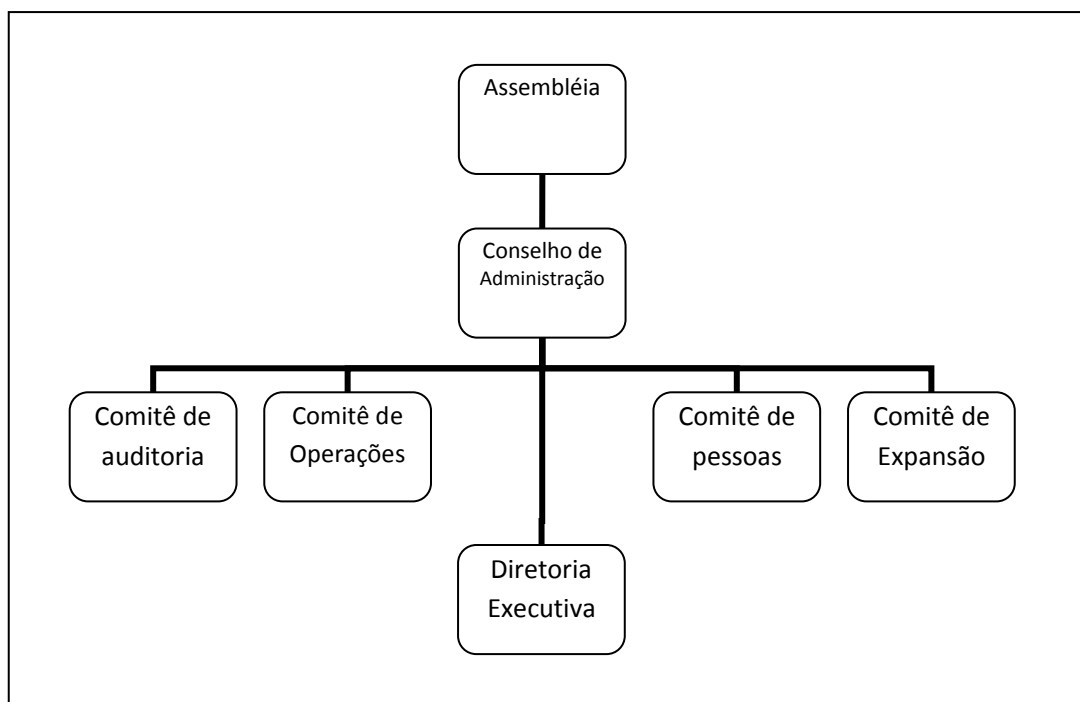 Assembléia
Conselho de
Administração
Comitê de
auditoria
Comitê de
Operações
Comitê de
pessoas
Comitê de
Expansão
Diretoria
Executiva